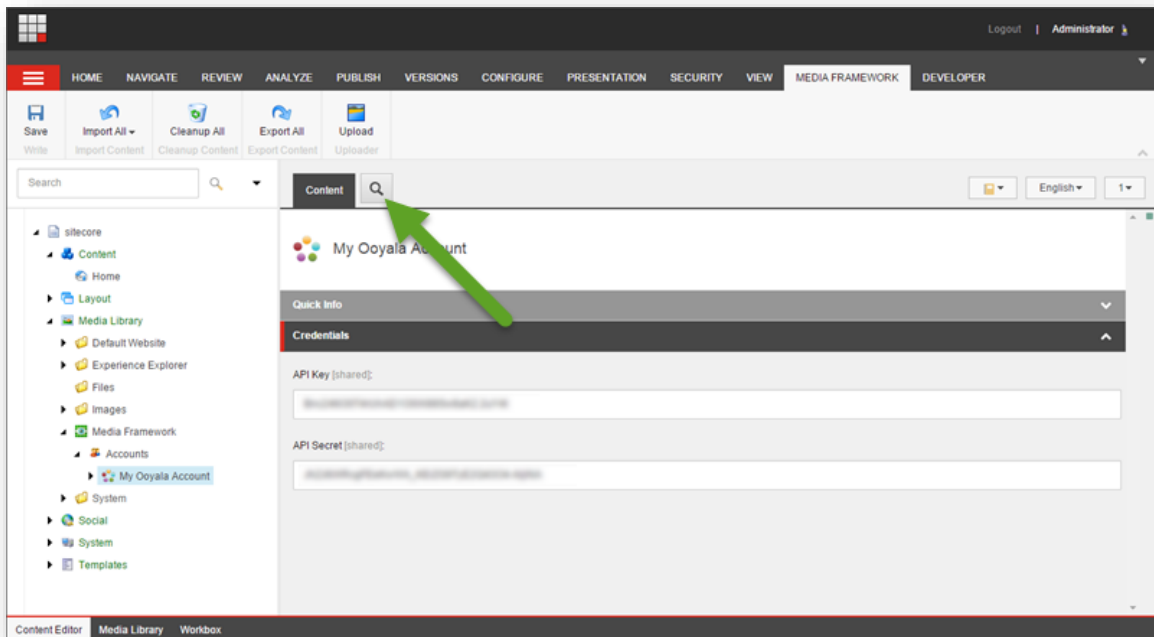 Logout | Administrator
HOME NAVIGATE REVIEW ANALYZE PUBLISH VERSIONS CONFIGURE PRESENTATION SECURITY VIEW MEDIA FRAMEWORK DEVELOPER
Save Import All Cleanup All Export All Upload
Write Import Content Cleanup Content Export Content Uploader
Search
Content
English
1
sitecore
Content
Home
Layout
Media Library
Default Website
Experience Explorer
Files
Images
Media Framework
Accounts
My Ooyala Account
System
Social
System
Templates
My Ooyala Account
Quick Info
Credentials
API Key [shared]:
API Secret [shared]:
Content Editor Media Library Workbox